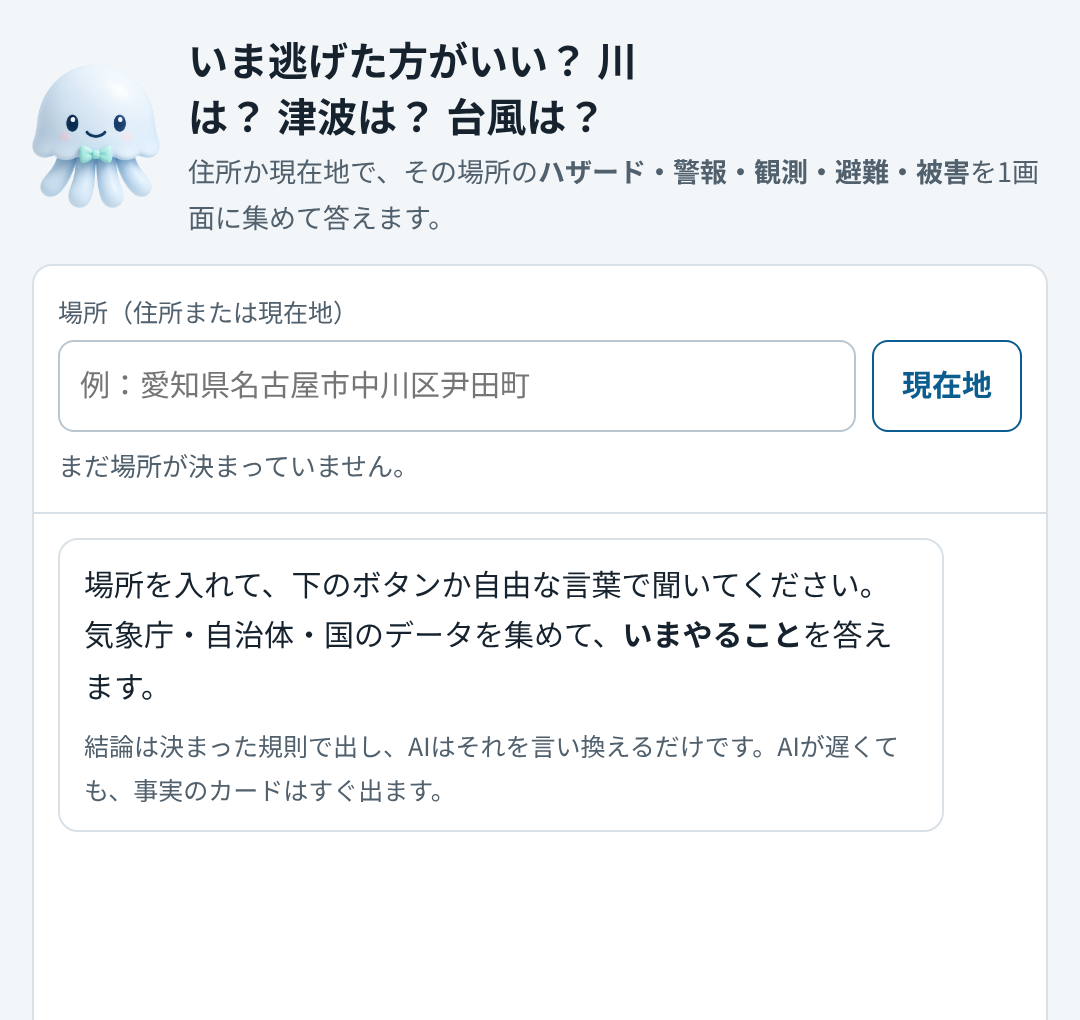 いま逃げた方がいい？ 川
は？ 津波は？ 台風は？
住所か現在地で、その場所のハザード・警報・観測・避難・被害を1画
面に集めて答えます。
場所（住所または現在地）
例：愛知県名古屋市中川区尹田町
現在地
まだ場所が決まっていません。
場所を入れて、下のボタンか自由な言葉で聞いてください。
気象庁・自治体・国のデータを集めて、いまやることを答え
ます。
結論は決まった規則で出し、AIはそれを言い換えるだけです。AIが遅くて
も、事実のカードはすぐ出ます。